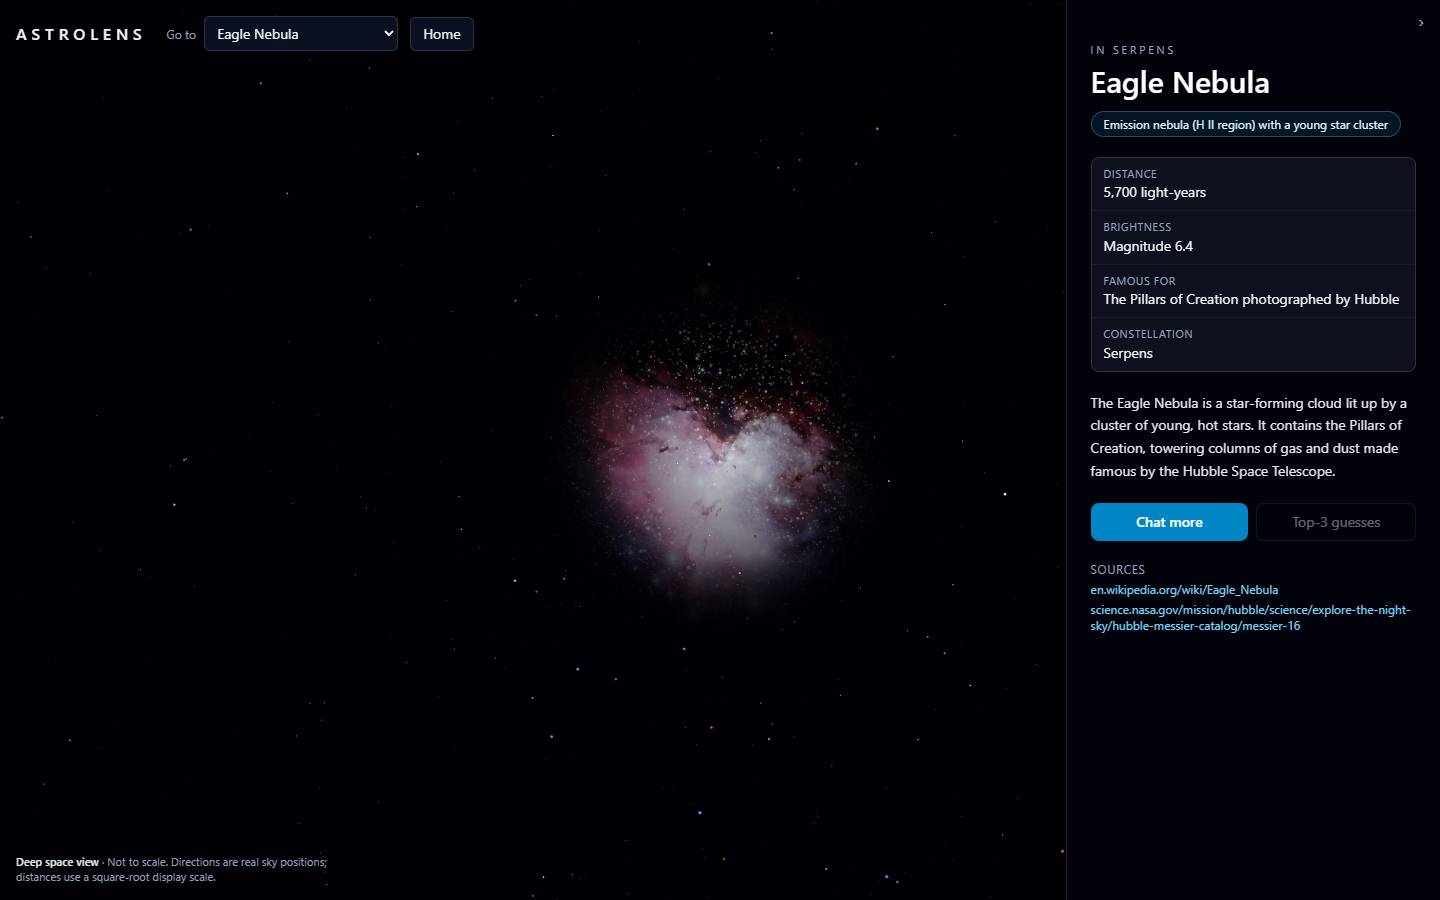 ASTROLENS Go to Eagle Nebula Home
›
IN SERPENS
Eagle Nebula
Emission nebula (H II region) with a young star cluster
DISTANCE
5,700 light-years
BRIGHTNESS
Magnitude 6.4
FAMOUS FOR
The Pillars of Creation photographed by Hubble
CONSTELLATION
Serpens
The Eagle Nebula is a star-forming cloud lit up by a
cluster of young, hot stars. It contains the Pillars of
Creation, towering columns of gas and dust made
famous by the Hubble Space Telescope.
Chat more Top-3 guesses
SOURCES
en.wikipedia.org/wiki/Eagle_Nebula
science.nasa.gov/mission/hubble/science/explore-the-night-
sky/hubble-messier-catalog/messier-16
Deep space view · Not to scale. Directions are real sky positions;
distances use a square-root display scale.